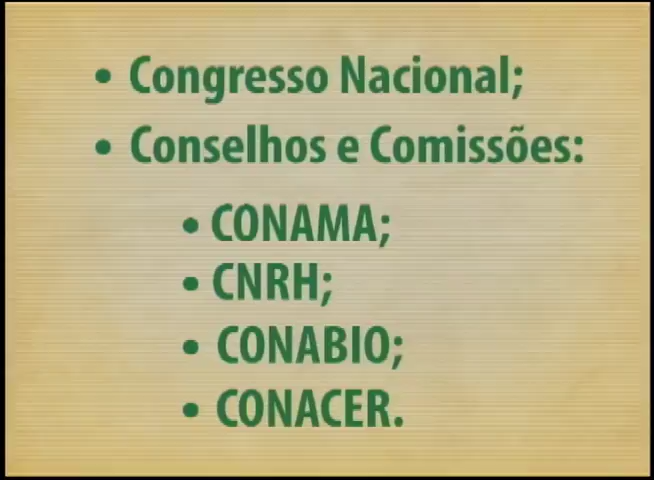 • Congresso Nacional;
• Conselhos e Comissões:
• CONAMA;
• CNRH;
• CONABIO;
• CONACER.